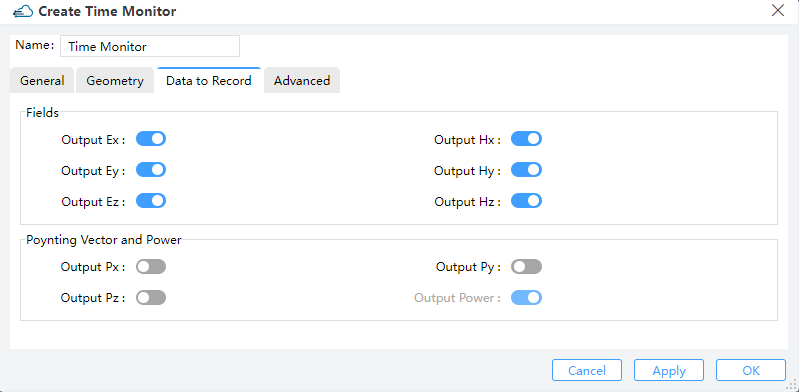 Create Time Monitor
Name: Time Monitor
General Geometry Data to Record Advanced
Fields
Output Ex : Output Hx :
Output Ey : Output Hy :
Output Ez : Output Hz :
Poynting Vector and Power
Output Px : Output Py :
Output Pz : Output Power :
Cancel Apply OK